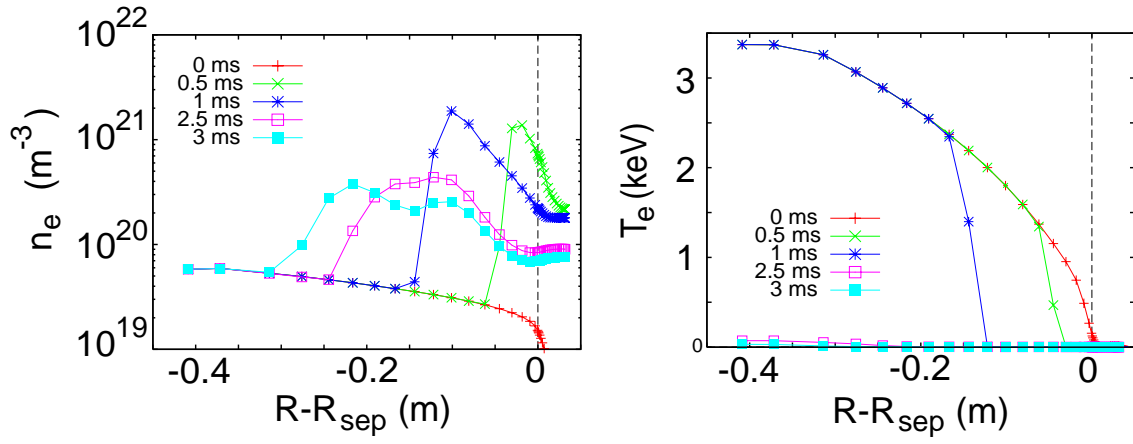 n_e (m^-3)
10^22
10^21
10^20
10^19
0 ms
0.5 ms
1 ms
2.5 ms
3 ms
-0.4
-0.2
0
R-R_sep (m)
T_e (keV)
3
2
1
0
0 ms
0.5 ms
1 ms
2.5 ms
3 ms
-0.4
-0.2
0
R-R_sep (m)